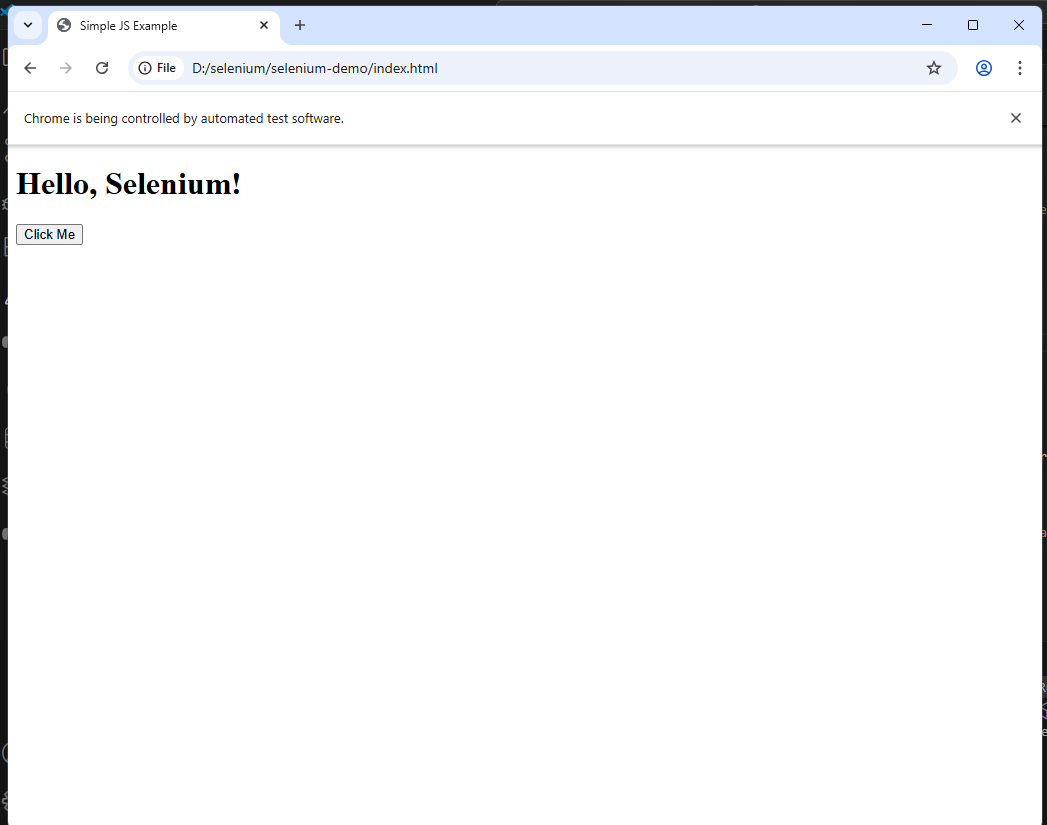 Simple JS Example
File D:/selenium/selenium-demo/index.html
Chrome is being controlled by automated test software.
Hello, Selenium!
Click Me